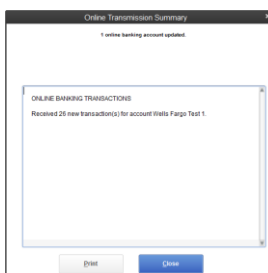 Online Transmission Summary
1 online banking account updated.
ONLINE BANKING TRANSACTIONS
Received 26 new transaction(s) for account Wells Fargo Test 1.
Print
Close